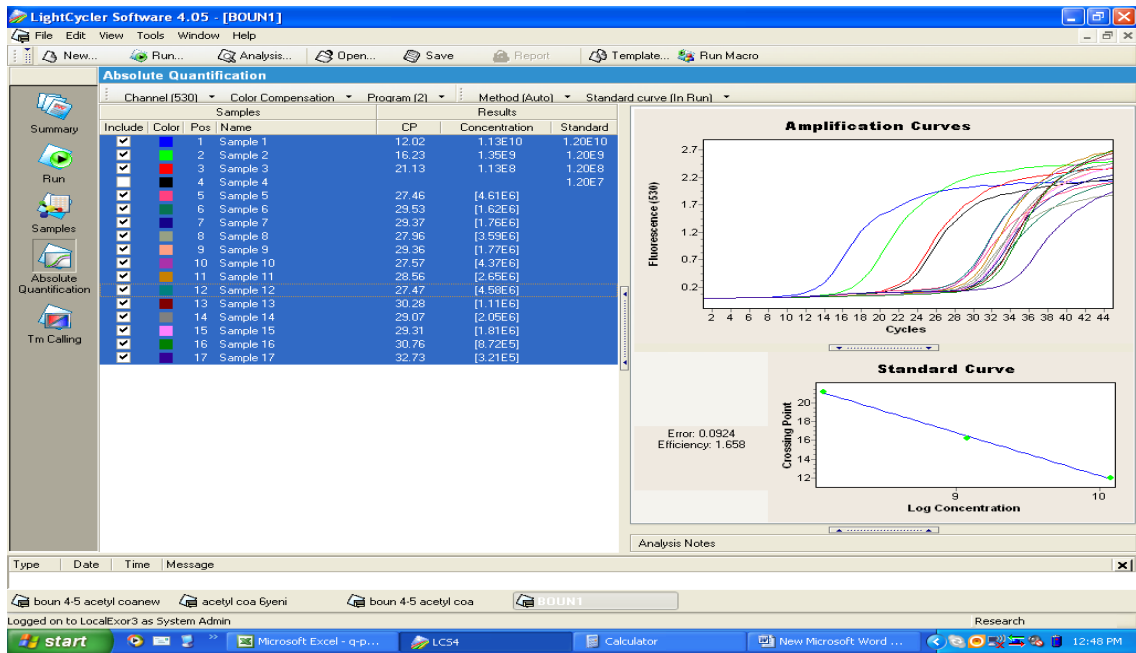 LightCycler Software 4.05 - [BOUN1]
File Edit View Tools Window Help
New... Run... Analysis... Open... Save Report Template... Run Macro
Absolute Quantification
Channel (530) Color Compensation Program (2) Method (Auto) Standard curve (In Run)
Samples Results
Include Color Pos Name CP Concentration Standard
1 Sample 1 12.02 1.13E10 1.20E10
2 Sample 2 16.23 1.35E9 1.20E9
3 Sample 3 21.13 1.13E8 1.20E8
4 Sample 4 1.20E7
5 Sample 5 27.46 [4.61E6]
6 Sample 6 29.53 [1.62E6]
7 Sample 7 29.37 [1.76E6]
8 Sample 8 27.96 [3.59E6]
9 Sample 9 29.36 [1.77E6]
10 Sample 10 27.57 [4.37E6]
11 Sample 11 28.56 [2.65E6]
12 Sample 12 27.47 [4.58E6]
13 Sample 13 30.28 [1.11E6]
14 Sample 14 29.07 [2.05E6]
15 Sample 15 29.31 [1.81E6]
16 Sample 16 30.76 [8.72E5]
17 Sample 17 32.73 [3.21E5]
Summary
Run
Samples
Absolute
Quantification
Tm Calling
Amplification Curves
Fluorescence (530)
2.7
2.2
1.7
1.2
0.7
0.2
2 4 6 8 10 12 14 16 18 20 22 24 26 28 30 32 34 36 38 40 42 44
Cycles
Standard Curve
Error: 0.0924
Efficiency: 1.658
Crossing Point
20
18
16
14
12
9 10
Log Concentration
Analysis Notes
Type Date Time Message
boun 4-5 acetyl coanew acetyl coa 6yeni boun 4-5 acetyl coa BOUN1
Logged on to LocalExor3 as System Admin Research
start Microsoft Excel - q-p... LCS4 Calculator New Microsoft Word ... 12:48 PM